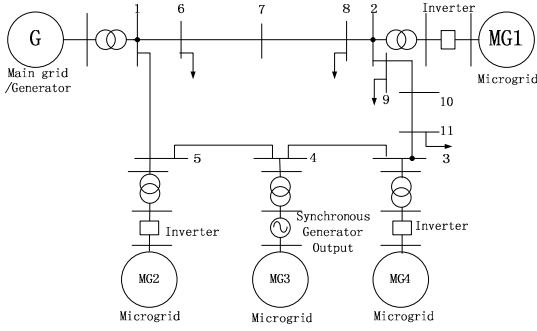 1
6
7
8
2
Inverter
G
MG1
Main grid
/Generator
Microgrid
9
10
11
5
4
3
Inverter
Synchronous
Generator
Output
Inverter
MG2
MG3
MG4
Microgrid
Microgrid
Microgrid